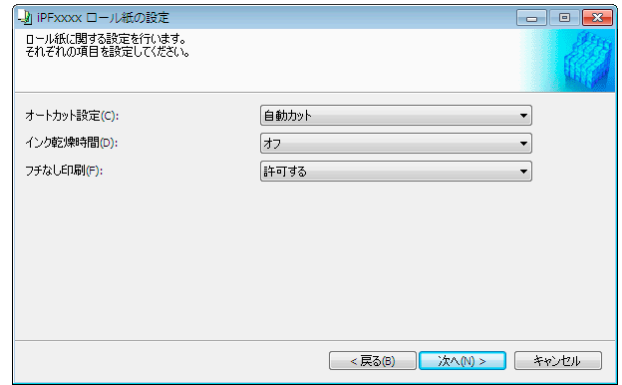 iPFxxxx ロール紙の設定
ロール紙に関する設定を行います。
それぞれの項目を設定してください。
オートカット設定(C): 自動カット
インク乾燥時間(D): オフ
フチなし印刷(F): 許可する
< 戻る(B) 次へ(N) > キャンセル